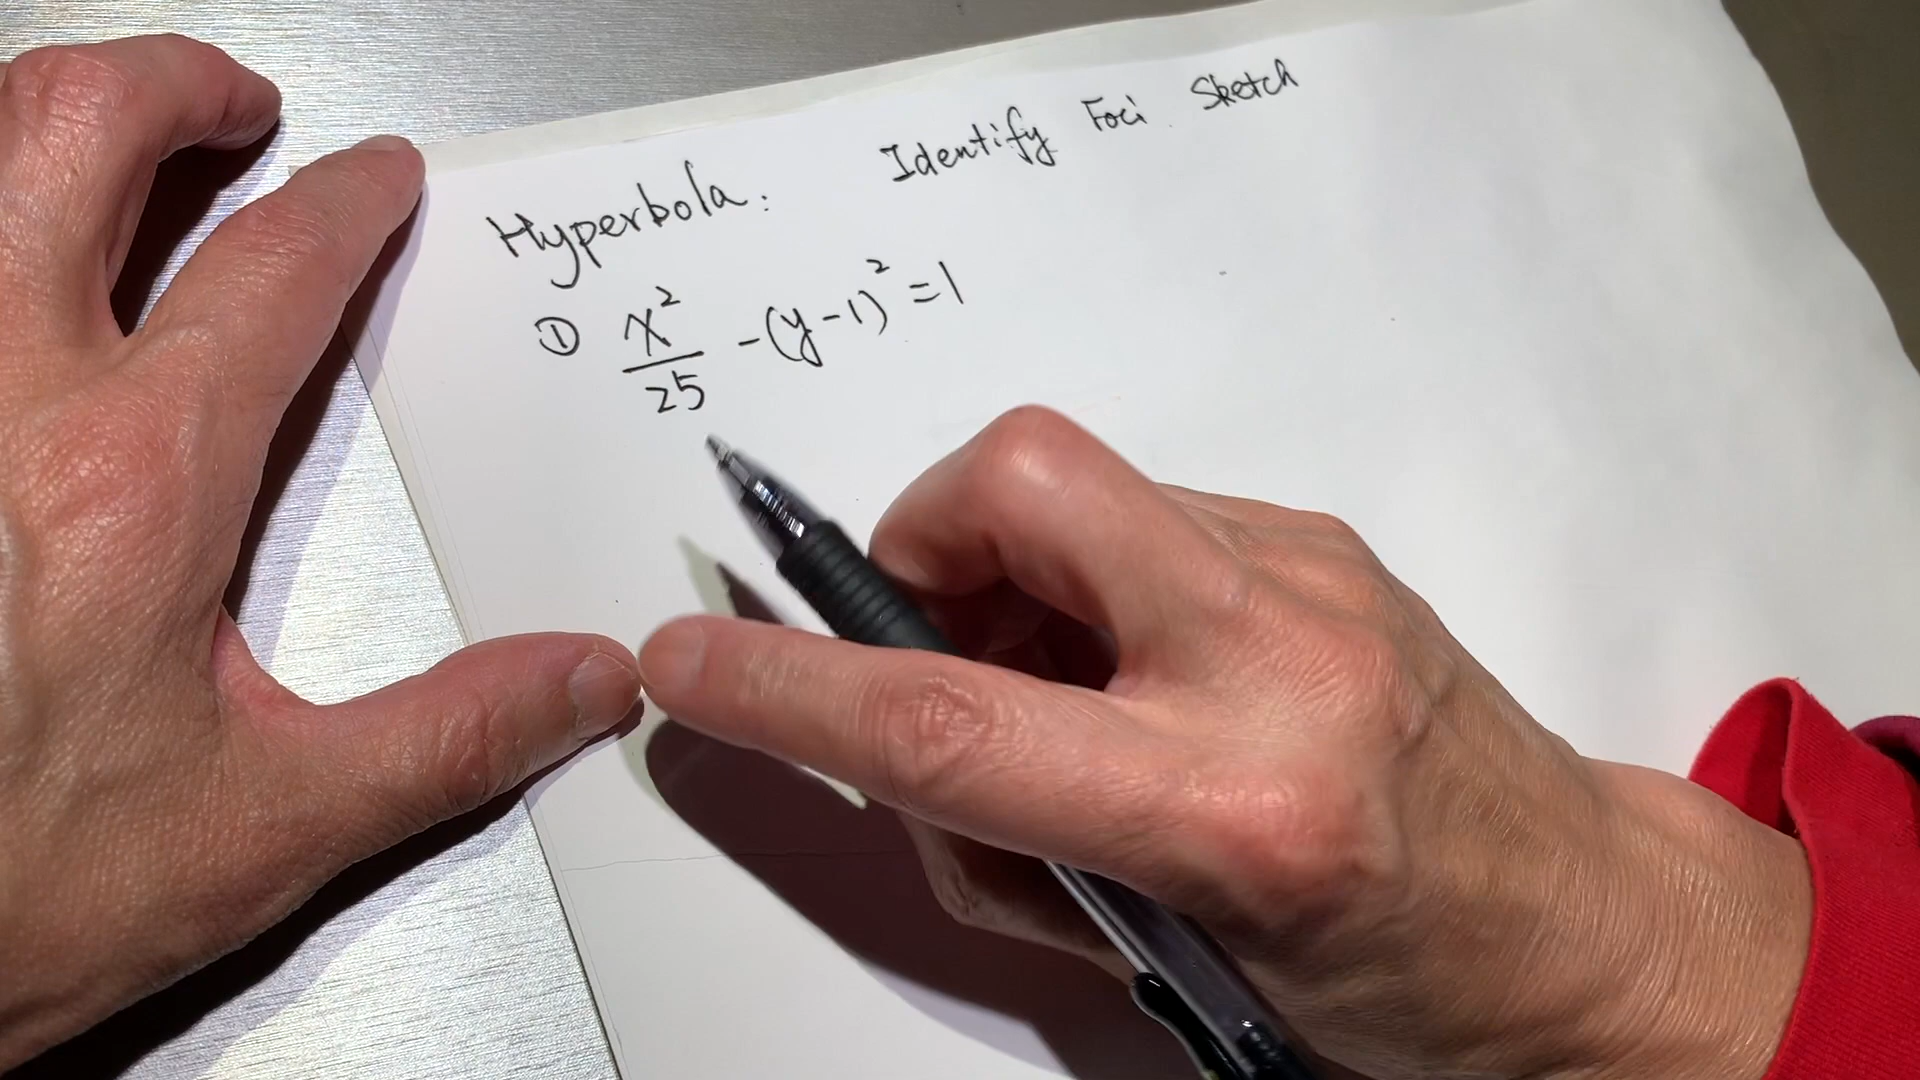 Hyperbola: Identify Foci Sketch
① x²/25 - (y-1)² = 1